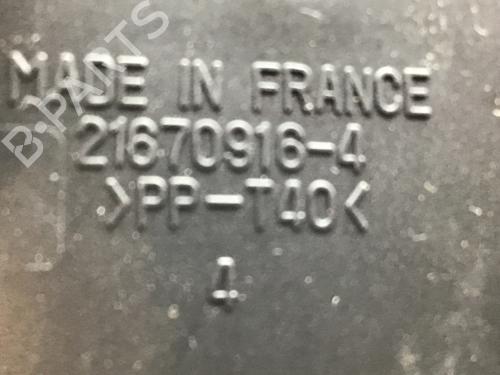 B-PARTS
MADE IN FRANCE
21670916-4
>PP-T40<
4